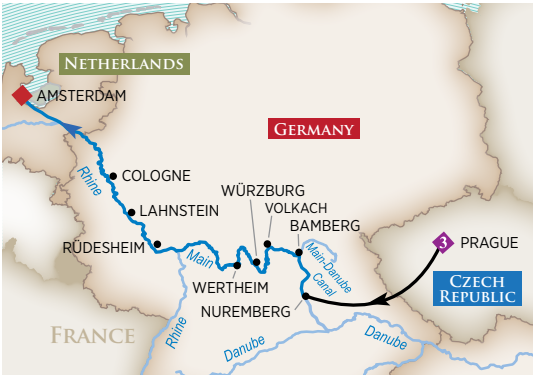 NETHERLANDS
AMSTERDAM
GERMANY
Rhine
COLOGNE
WÜRZBURG
LAHNSTEIN
VOLKACH
BAMBERG
RÜDESHEIM
Main
Main-Danube
Canal
3
PRAGUE
WERTHEIM
CZECH
REPUBLIC
NUREMBERG
FRANCE
Rhine
Danube
Danube